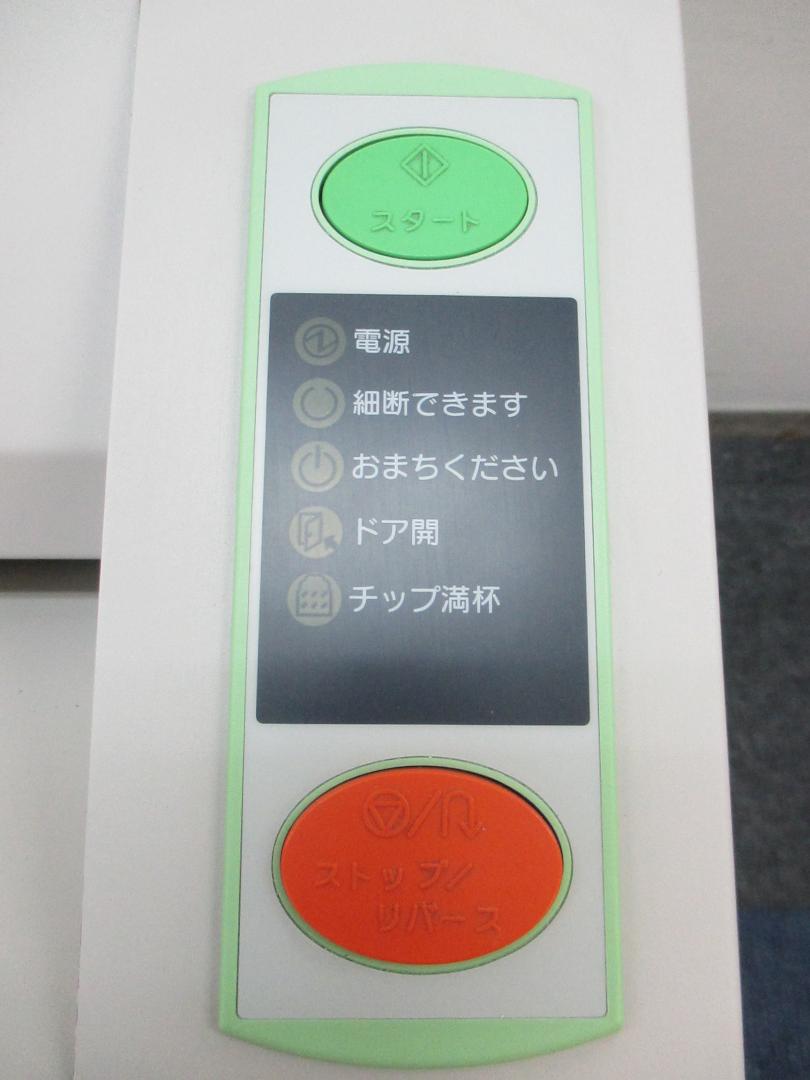 スタート
電源
細断できます
おまちください
ドア開
チップ満杯
ストップ/
リバース